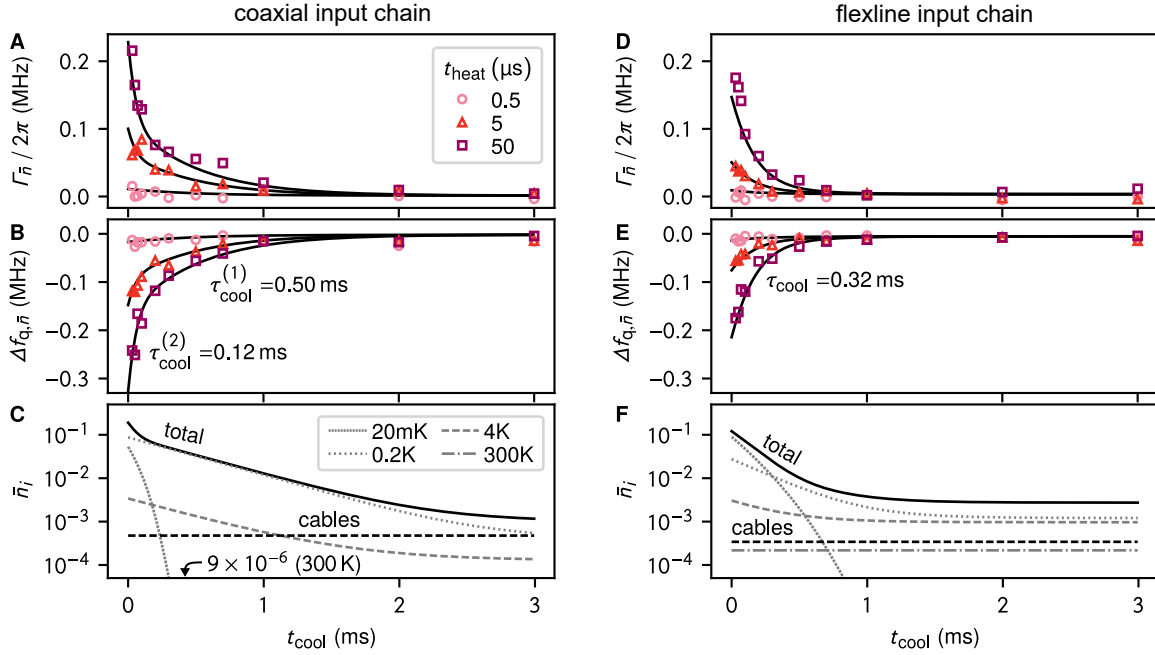 coaxial input chain
flexline input chain
A
Γn̄ / 2π (MHz)
0.2
0.1
0.0
t_heat (µs)
0.5
5
50
D
Γn̄ / 2π (MHz)
0.2
0.1
0.0
B
Δf_q,n̄ (MHz)
0.0
−0.1
−0.2
−0.3
τ_cool^(1) =0.50 ms
τ_cool^(2) =0.12 ms
E
Δf_q,n̄ (MHz)
0.0
−0.1
−0.2
−0.3
τ_cool =0.32 ms
C
n̄_i
10^−1
10^−2
10^−3
10^−4
total
20mK
0.2K
4K
300K
cables
9 × 10^−6 (300 K)
0
1
2
3
t_cool (ms)
F
n̄_i
10^−1
10^−2
10^−3
10^−4
total
cables
0
1
2
3
t_cool (ms)